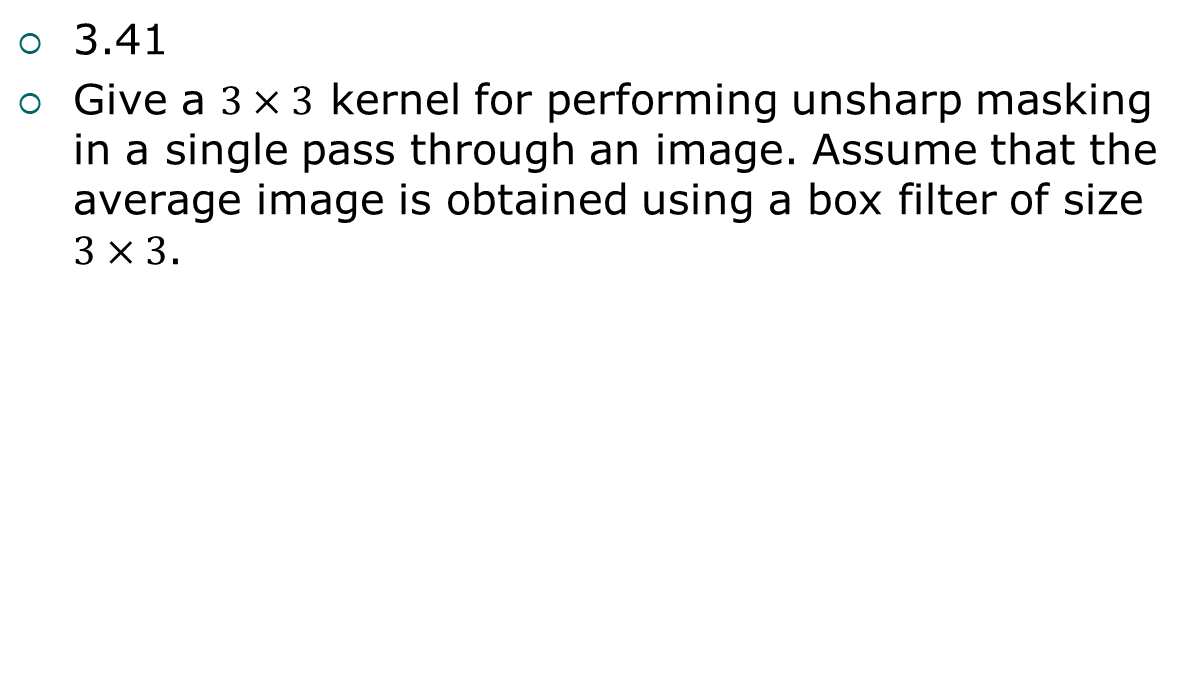 3.41
Give a 3 × 3 kernel for performing unsharp masking
in a single pass through an image. Assume that the
average image is obtained using a box filter of size
3 × 3.